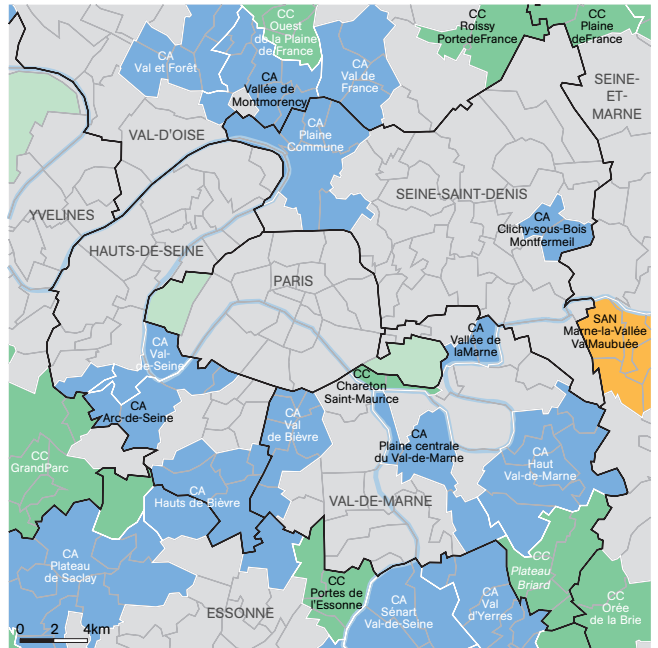 CC
Ouest
de la Plaine
de France
CC
Roissy
PortedeFrance
CC
Plaine
deFrance
CA
Val et Forêt
CA
Vallée de
Montmorency
CA
Val de
France
SEINE-
ET-
MARNE
VAL-D'OISE
CA
Plaine
Commune
SEINE-SAINT-DENIS
YVELINES
CA
Clichy-sous-Bois
Montfermeil
HAUTS-DE-SEINE
PARIS
SAN
Marne-la-Vallée
ValMaubuée
CA
Val-
de-Seine
CA
Vallée de
laMarne
CC
Chareton
Saint-Maurice
CA
Arc-de-Seine
CA
Val
de Bièvre
CA
Plaine centrale
du Val-de-Marne
CC
GrandParc
CA
Haut
Val-de-Marne
CA
Hauts de Bièvre
VAL-DE-MARNE
CA
Plateau
de Saclay
CC
Plateau
Briard
CC
Portes de
l'Essonne
CA
Sénart
Val-de-Seine
CA
Val
d'Yerres
CC
Orée
de la Brie
ESSONNE
0 2 4km